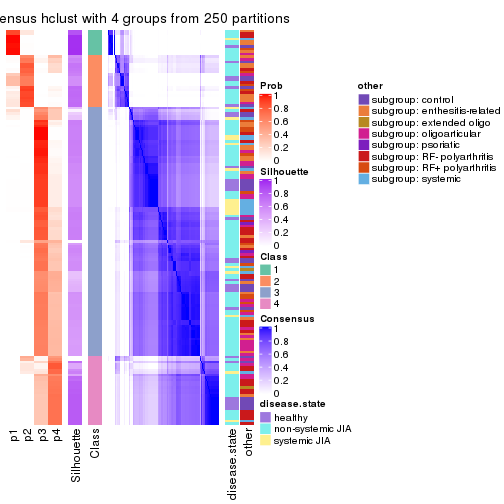 ensus hclust with 4 groups from 250 partitions
Prob
1
0.8
0.6
0.4
0.2
0
Silhouette
1
0.8
0.6
0.4
0.2
0
Class
1
2
3
4
Consensus
1
0.8
0.6
0.4
0.2
0
disease.state
healthy
non-systemic JIA
systemic JIA
other
subgroup: control
subgroup: enthesitis-related
subgroup: extended oligo
subgroup: oligoarticular
subgroup: psoriatic
subgroup: RF- polyarthritis
subgroup: RF+ polyarthritis
subgroup: systemic
p1
p2
p3
p4
Silhouette
Class
disease.state
other